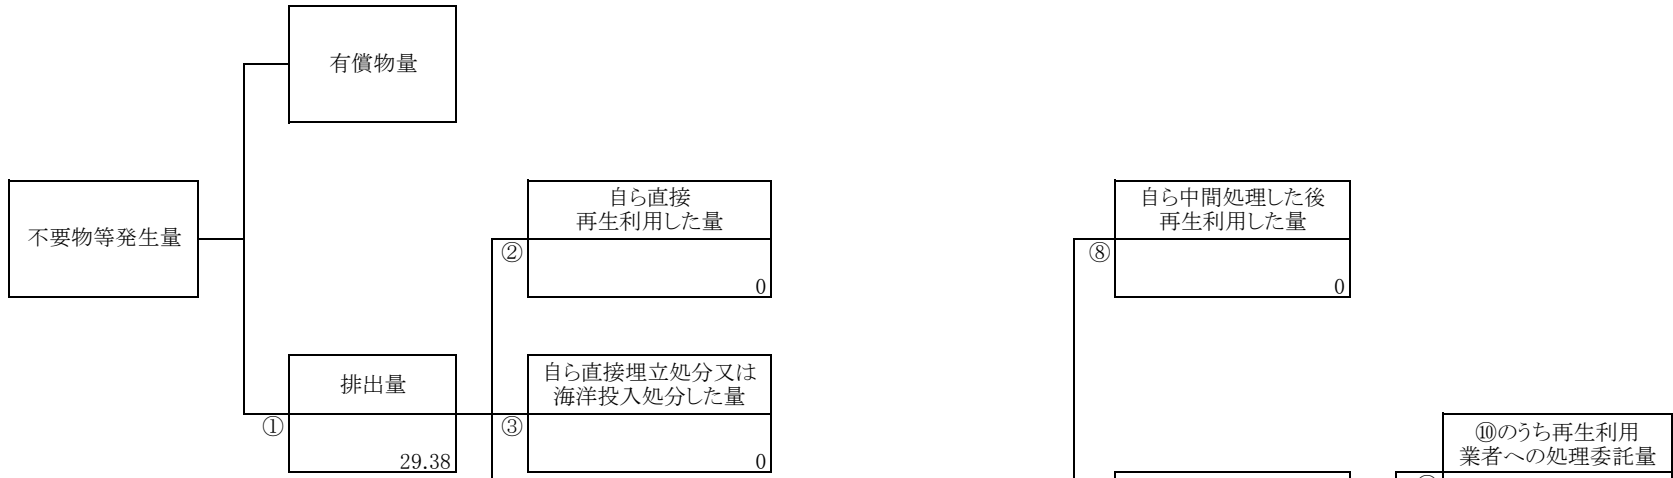 有償物量
不要物等発生量
自ら直接
再生利用した量
②
0
自ら中間処理した後
再生利用した量
⑧
0
排出量
①
29.38
自ら直接埋立処分又は
海洋投入処分した量
③
0
⑩のうち再生利用
業者への処理委託量